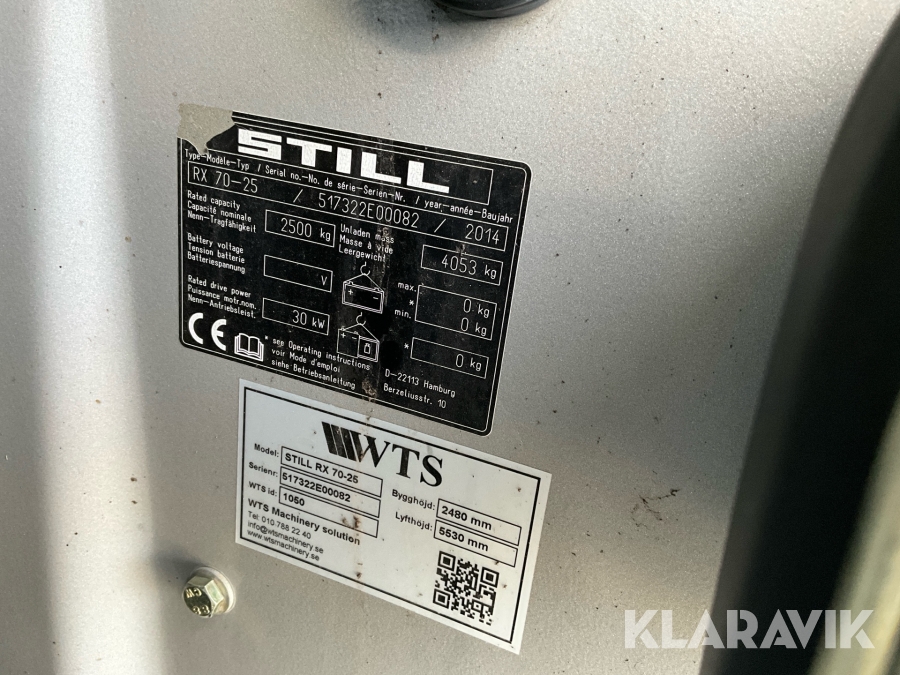 STILL
Type-Modèle-Typ / Serial no.-No. de série-Serien-Nr. / year-année-Baujahr
RX 70-25 / 517322E00082 / 2014
Rated capacity
Capacité nominale
Nenn-Tragfähigkeit
2500 kg
Unladen mass
Masse à vide
Leergewicht
4053 kg
Battery voltage
Tension batterie
Batteriespannung
V
max. 0 kg
*
min. 0 kg
Rated drive power
Puissance motr.nom.
Nenn-Antriebsleist.
30 kW
* 0 kg
CE
* see Operating instructions
voir Mode d'emploi
siehe Betriebsanleitung
D-22113 Hamburg
Berzeliusstr. 10
WTS
Model: STILL RX 70-25
Serienr: 517322E00082
WTS id: 1050
Bygghöjd: 2480 mm
Lyfthöjd: 5530 mm
WTS Machinery solution
Tel: 010 788 22 40
info@wtsmachinery.se
www.wtsmachinery.se
KLARAVIK